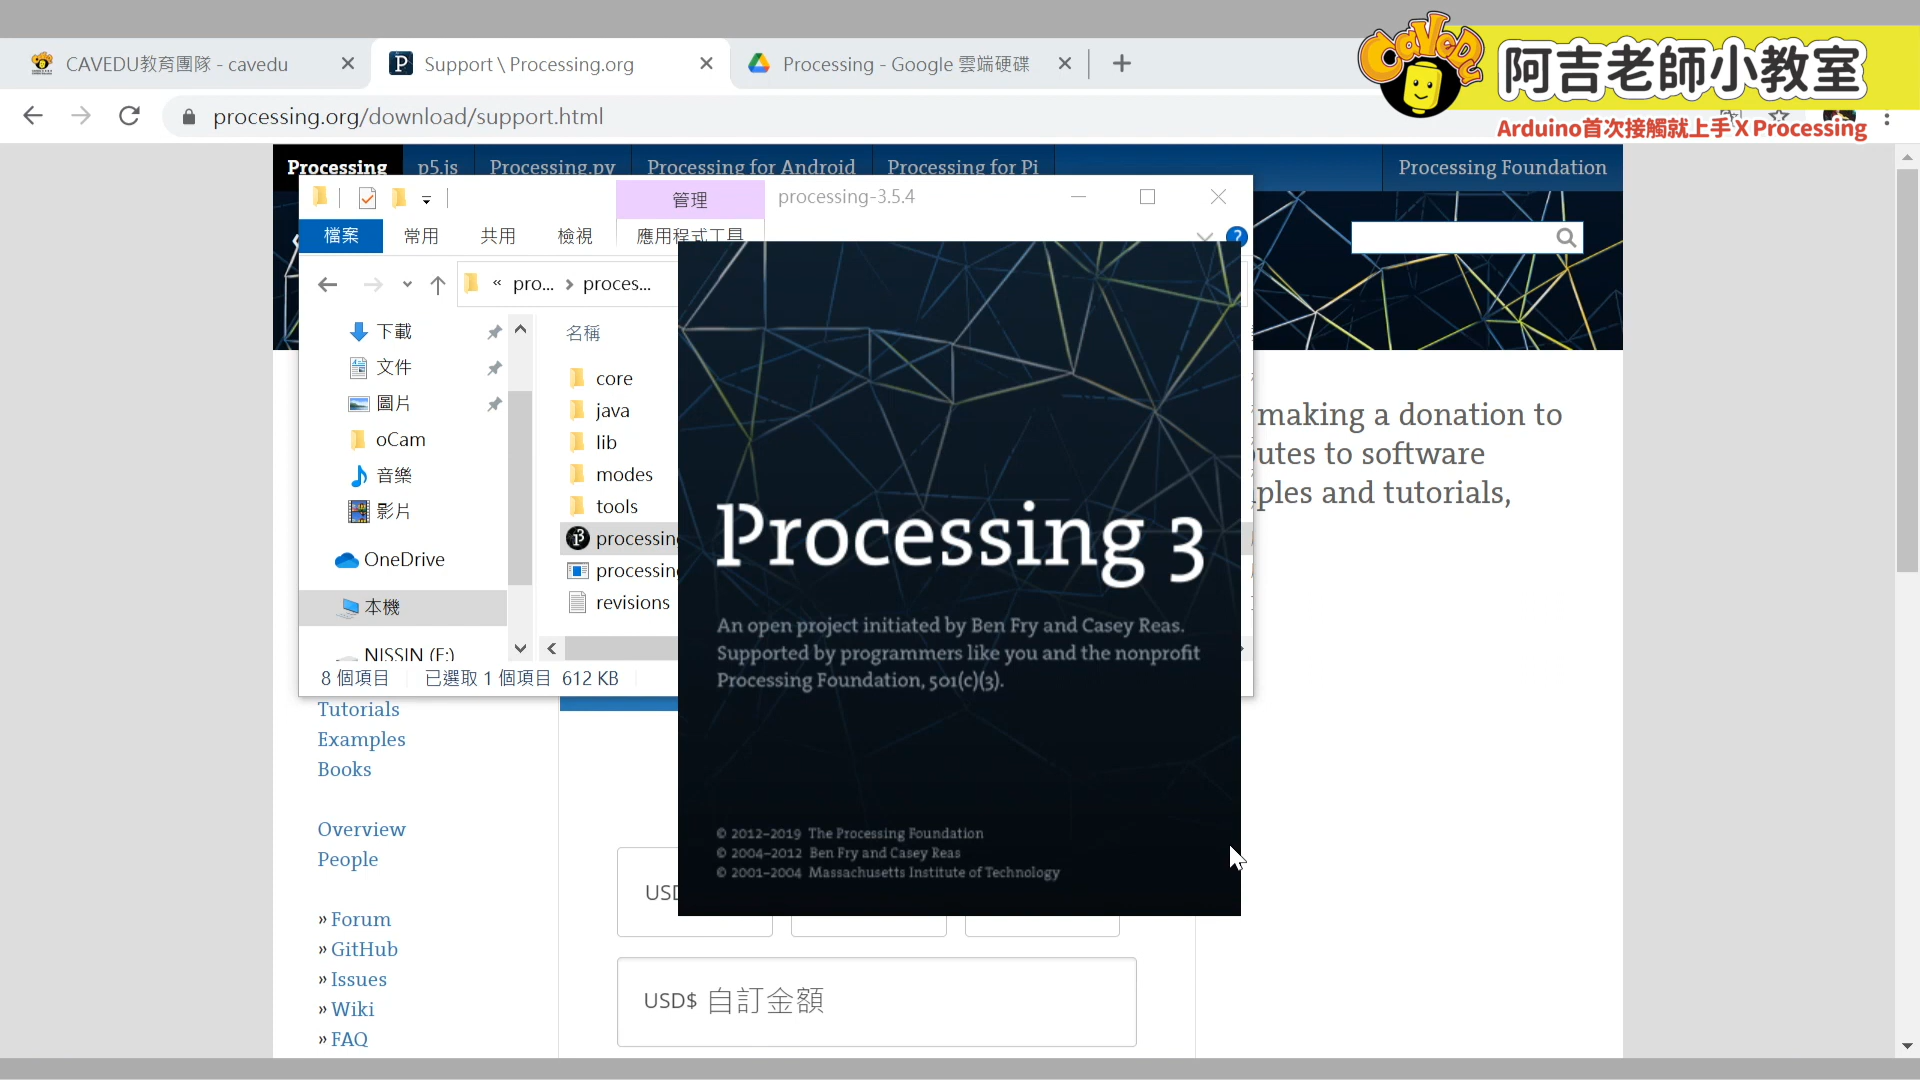 CAVEDU教育團隊 - cavedu
Support \ Processing.org
Processing - Google 雲端硬碟
CAVEDU
阿吉老師小教室
Arduino首次接觸就上手 X Processing
processing.org/download/support.html
Processing
p5.js
Processing.py
Processing for Android
Processing for Pi
Processing Foundation
管理
processing-3.5.4
檔案
常用
共用
檢視
應用程式工具
« pro... › proces...
下載
文件
圖片
oCam
音樂
影片
OneDrive
本機
NISSIN (F:)
名稱
core
java
lib
modes
tools
processing
processing
revisions
8 個項目
已選取 1 個項目 612 KB
making a donation to
utes to software
ples and tutorials,
Processing 3
An open project initiated by Ben Fry and Casey Reas.
Supported by programmers like you and the nonprofit
Processing Foundation, 501(c)(3).
© 2012–2019 The Processing Foundation
© 2004–2012 Ben Fry and Casey Reas
© 2001–2004 Massachusetts Institute of Technology
Tutorials
Examples
Books
Overview
People
» Forum
» GitHub
» Issues
» Wiki
» FAQ
USD
USD$ 自訂金額